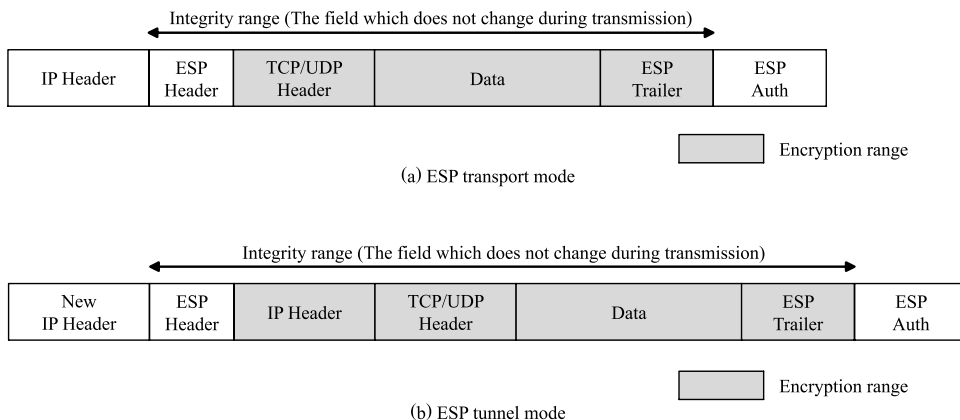 Integrity range (The field which does not change during transmission)
IP Header
ESP
Header
TCP/UDP
Header
Data
ESP
Trailer
ESP
Auth
Encryption range
(a) ESP transport mode
Integrity range (The field which does not change during transmission)
New
IP Header
ESP
Header
IP Header
TCP/UDP
Header
Data
ESP
Trailer
ESP
Auth
Encryption range
(b) ESP tunnel mode